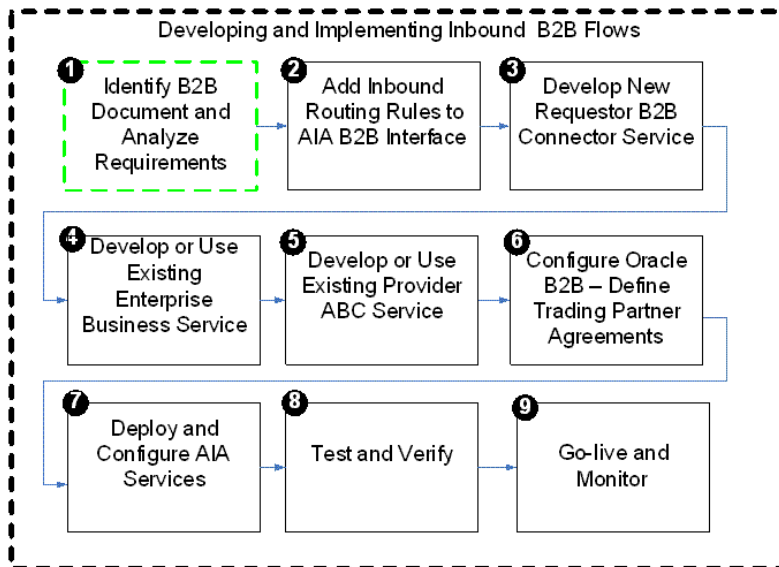 Developing and Implementing Inbound B2B Flows
1
Identify B2B
Document and
Analyze
Requirements
2
Add Inbound
Routing Rules to
AIA B2B Interface
3
Develop New
Requestor B2B
Connector Service
4
Develop or Use
Existing
Enterprise
Business Service
5
Develop or Use
Existing Provider
ABC Service
6
Configure Oracle
B2B – Define
Trading Partner
Agreements
7
Deploy and
Configure AIA
Services
8
Test and Verify
9
Go-live and
Monitor